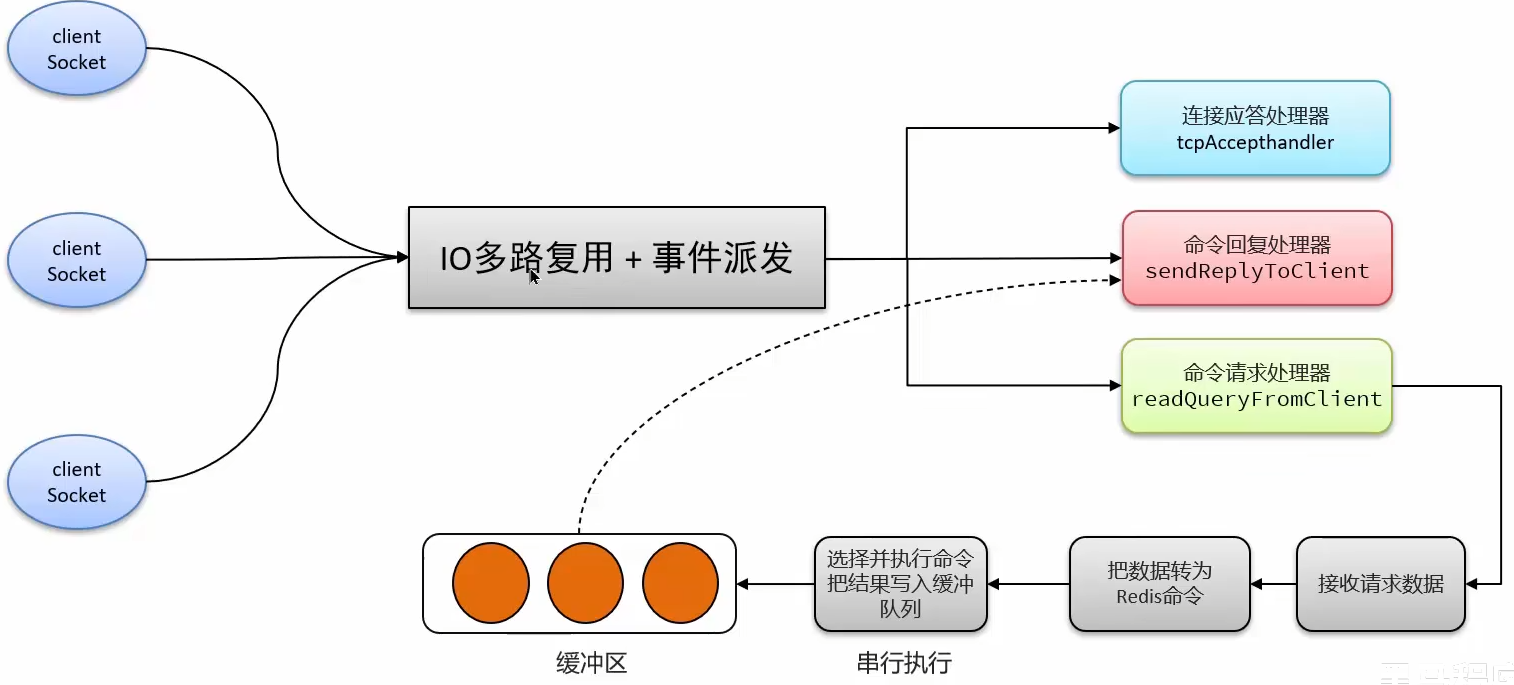 client
Socket
client
Socket
client
Socket
IO多路复用 + 事件派发
连接应答处理器
tcpAccepthandler
命令回复处理器
sendReplyToClient
命令请求处理器
readQueryFromClient
接收请求数据
把数据转为
Redis命令
选择并执行命令
把结果写入缓冲
队列
串行执行
缓冲区